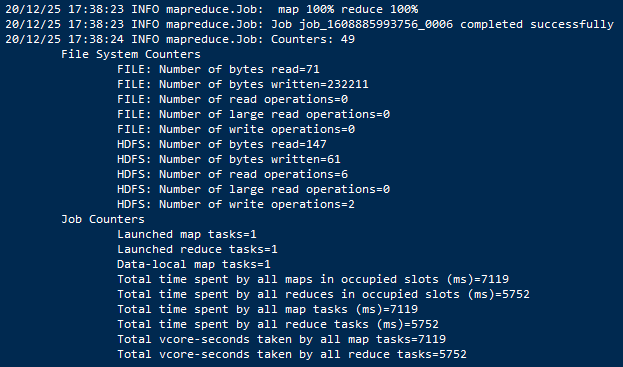 20/12/25 17:38:23 INFO mapreduce.Job:  map 100% reduce 100%
20/12/25 17:38:23 INFO mapreduce.Job: Job job_1608885993756_0006 completed successfully
20/12/25 17:38:24 INFO mapreduce.Job: Counters: 49
File System Counters
FILE: Number of bytes read=71
FILE: Number of bytes written=232211
FILE: Number of read operations=0
FILE: Number of large read operations=0
FILE: Number of write operations=0
HDFS: Number of bytes read=147
HDFS: Number of bytes written=61
HDFS: Number of read operations=6
HDFS: Number of large read operations=0
HDFS: Number of write operations=2
Job Counters
Launched map tasks=1
Launched reduce tasks=1
Data-local map tasks=1
Total time spent by all maps in occupied slots (ms)=7119
Total time spent by all reduces in occupied slots (ms)=5752
Total time spent by all map tasks (ms)=7119
Total time spent by all reduce tasks (ms)=5752
Total vcore-seconds taken by all map tasks=7119
Total vcore-seconds taken by all reduce tasks=5752